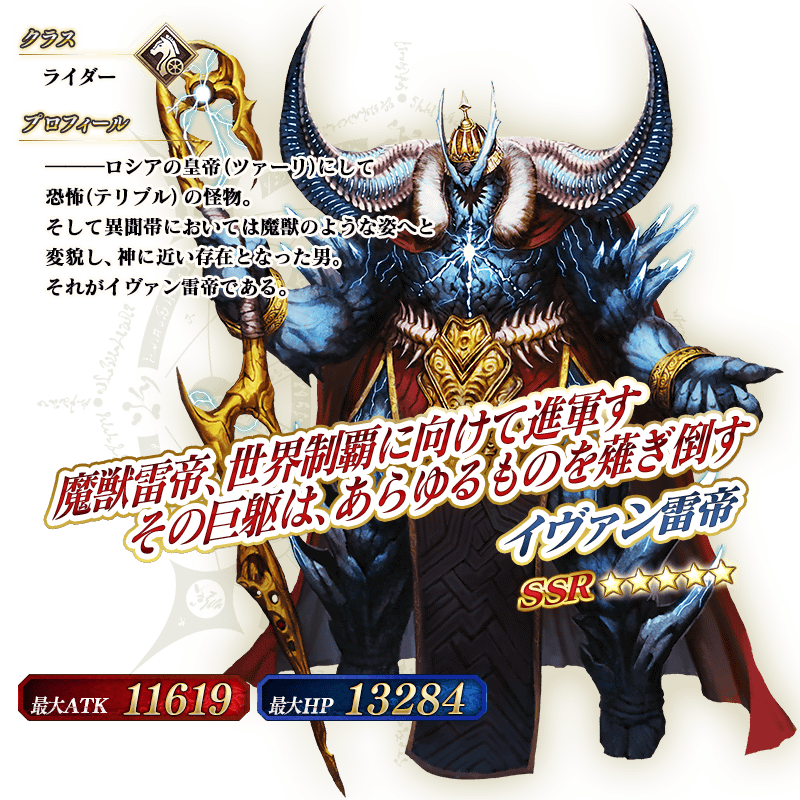 クラス
ライダー
プロフィール
―――ロシアの皇帝(ツァーリ)にして
恐怖(テリブル)の怪物。
そして異聞帯においては魔獣のような姿へと
変貌し、神に近い存在となった男。
それがイヴァン雷帝である。
魔獣雷帝、世界制覇に向けて進軍す
その巨躯は、あらゆるものを薙ぎ倒す
イヴァン雷帝
SSR ☆☆☆☆☆
最大ATK 11619
最大HP 13284